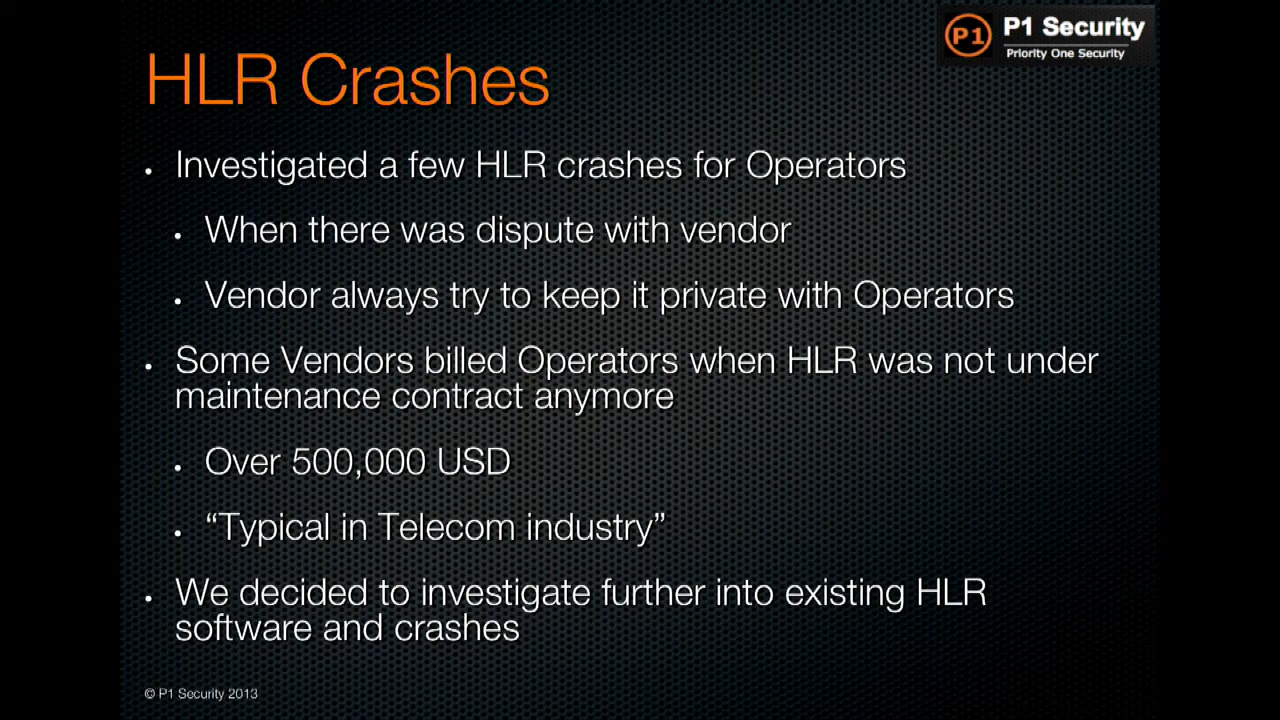 P1 P1 Security
Priority One Security
HLR Crashes
• Investigated a few HLR crashes for Operators
• When there was dispute with vendor
• Vendor always try to keep it private with Operators
• Some Vendors billed Operators when HLR was not under
maintenance contract anymore
• Over 500,000 USD
• “Typical in Telecom industry”
• We decided to investigate further into existing HLR
software and crashes
© P1 Security 2013